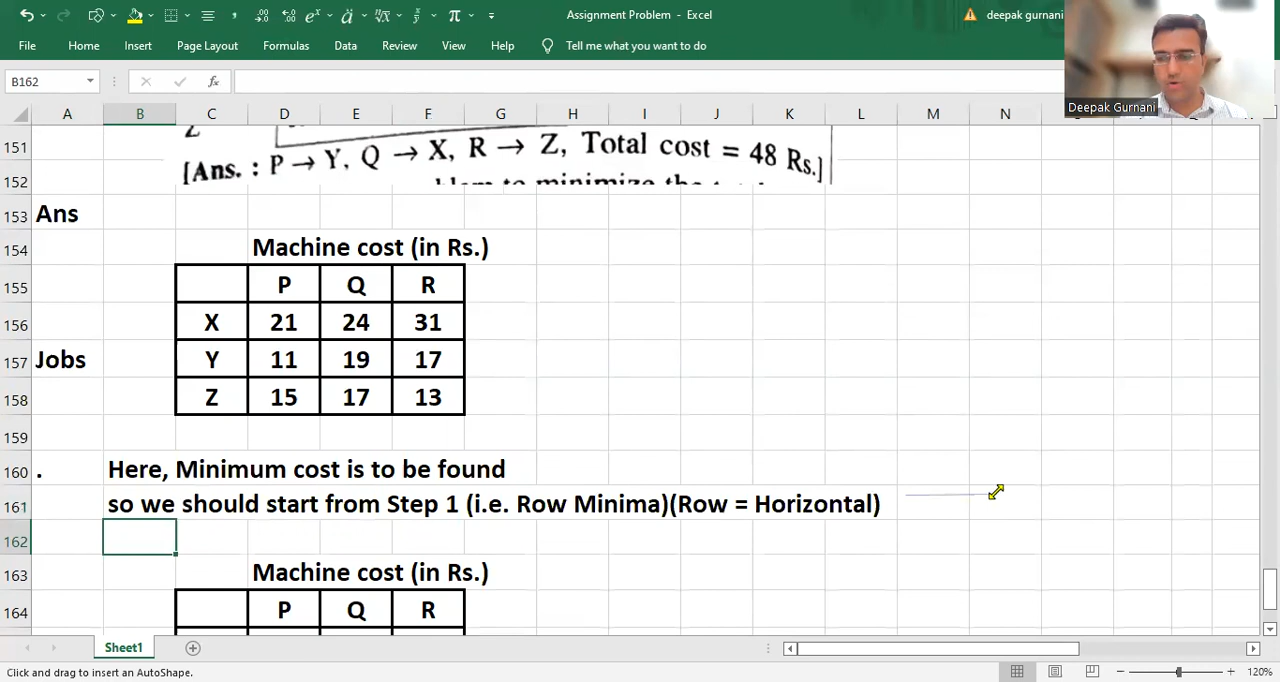 Assignment Problem - Excel
deepak gurnani
File Home Insert Page Layout Formulas Data Review View Help Tell me what you want to do
B162
fx
Deepak Gurnani
A B C D E F G H I J K L M N
151
[Ans. : P → Y, Q → X, R → Z, Total cost = 48 Rs.]
152
153 Ans
154 Machine cost (in Rs.)
155 P Q R
156 X 21 24 31
157 Jobs Y 11 19 17
158 Z 15 17 13
159
160 . Here, Minimum cost is to be found
161 so we should start from Step 1 (i.e. Row Minima)(Row = Horizontal)
162
163 Machine cost (in Rs.)
164 P Q R
Sheet1
Click and drag to insert an AutoShape.
120%